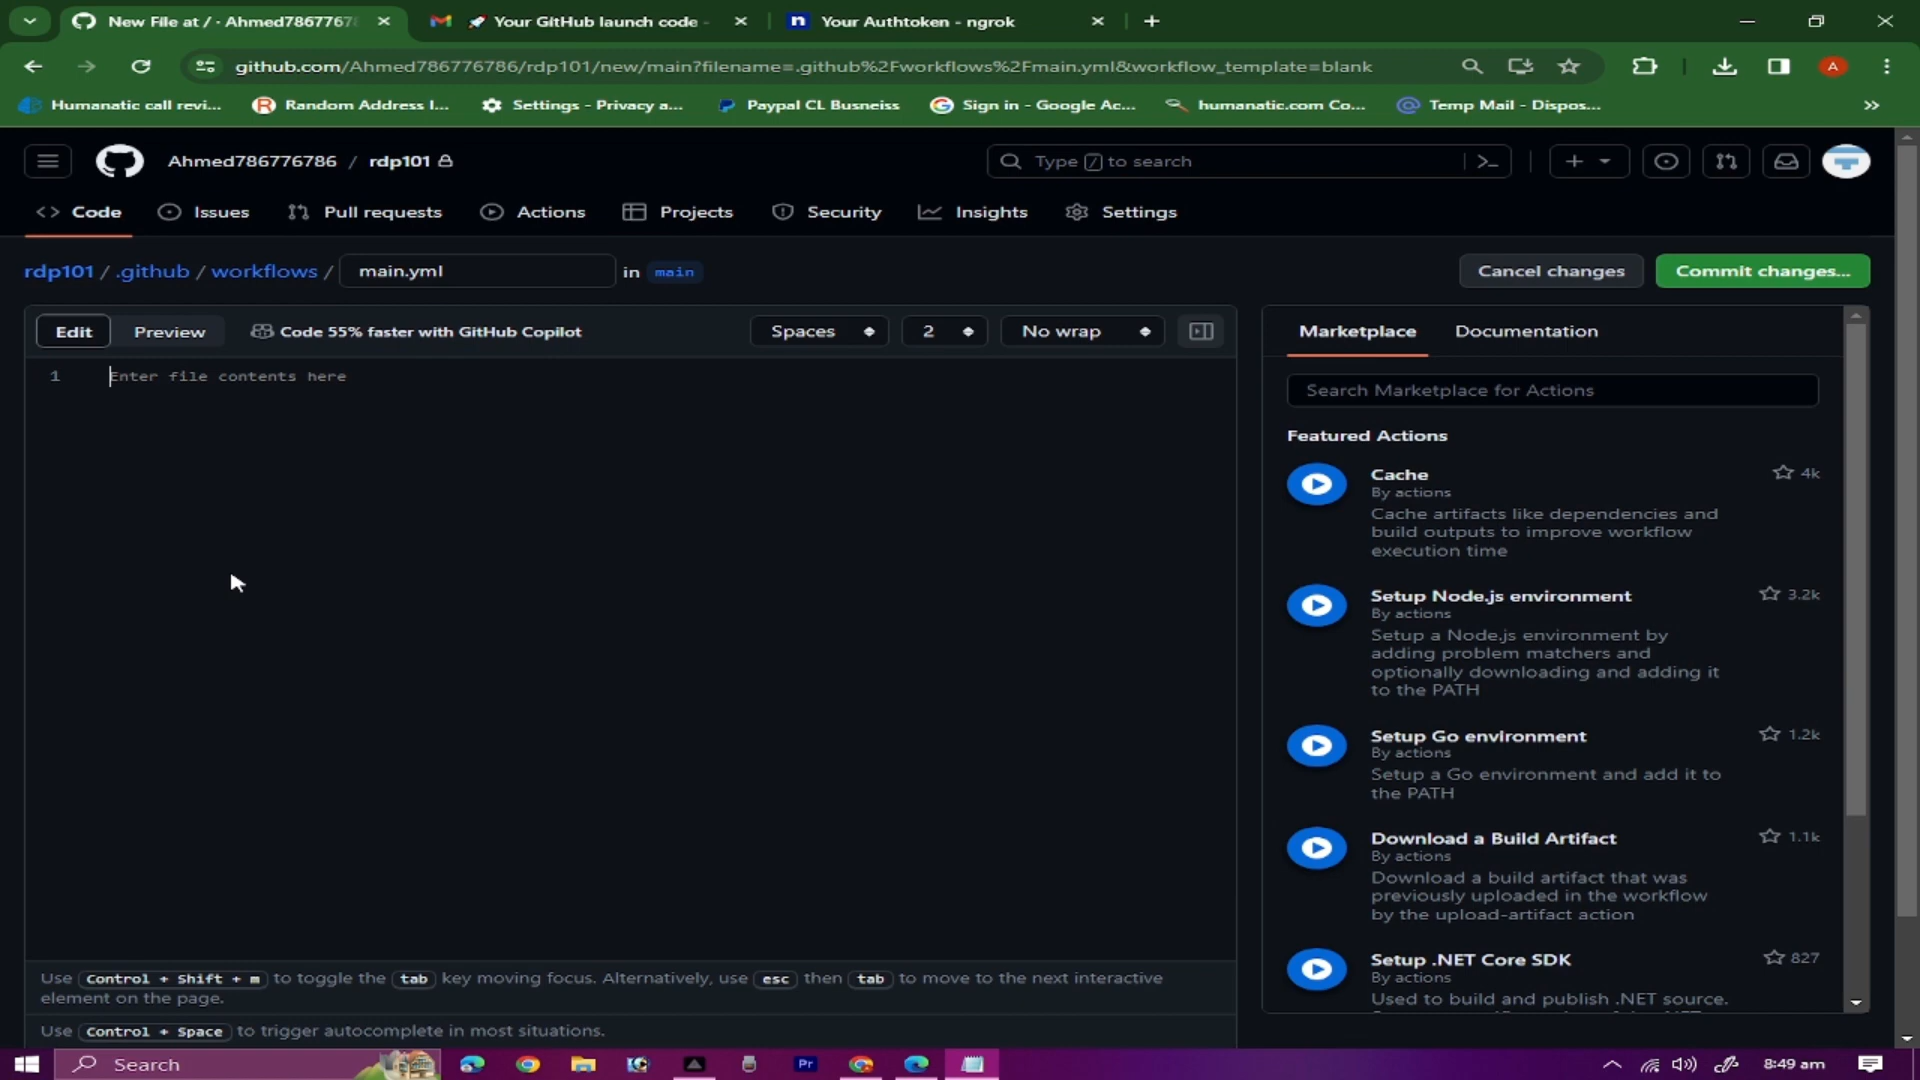 New File at / · Ahmed78677678
🚀 Your GitHub launch code -
Your Authtoken - ngrok
github.com/Ahmed786776786/rdp101/new/main?filename=.github%2Fworkflows%2Fmain.yml&workflow_template=blank
A
Humanatic call revi...
Random Address I...
Settings - Privacy a...
Paypal CL Busneiss
Sign in - Google Ac...
humanatic.com Co...
Temp Mail - Dispos...
Ahmed786776786 / rdp101
Type / to search
Code
Issues
Pull requests
Actions
Projects
Security
Insights
Settings
rdp101 / .github / workflows / main.yml in main
Cancel changes
Commit changes...
Edit
Preview
Code 55% faster with GitHub Copilot
Spaces
2
No wrap
1
Enter file contents here
Use Control + Shift + m to toggle the tab key moving focus. Alternatively, use esc then tab to move to the next interactive
element on the page.
Use Control + Space to trigger autocomplete in most situations.
Marketplace
Documentation
Search Marketplace for Actions
Featured Actions
Cache
4k
By actions
Cache artifacts like dependencies and
build outputs to improve workflow
execution time
Setup Node.js environment
3.2k
By actions
Setup a Node.js environment by
adding problem matchers and
optionally downloading and adding it
to the PATH
Setup Go environment
1.2k
By actions
Setup a Go environment and add it to
the PATH
Download a Build Artifact
1.1k
By actions
Download a build artifact that was
previously uploaded in the workflow
by the upload-artifact action
Setup .NET Core SDK
827
By actions
Used to build and publish .NET source.
Search
Pr
8:49 am